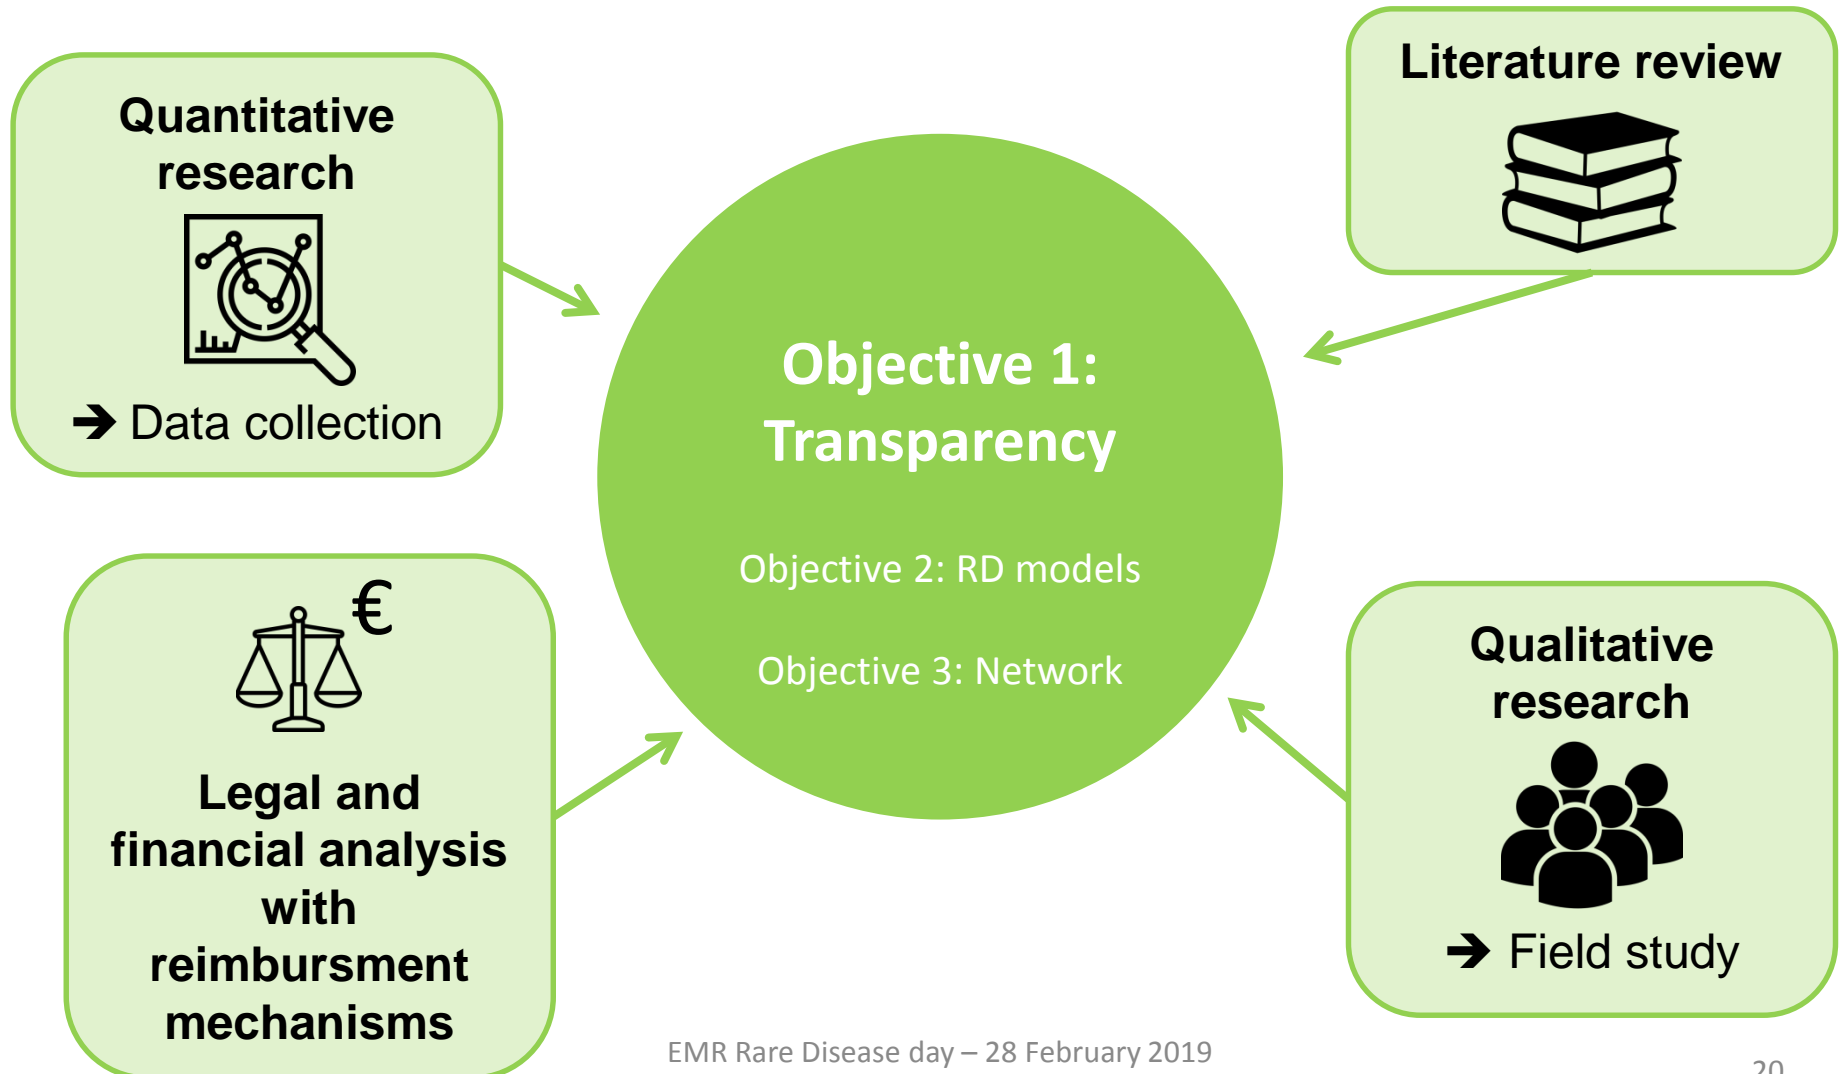 Quantitative
research
➔ Data collection
Literature review
Objective 1:
Transparency
Objective 2: RD models
Objective 3: Network
€
Legal and
financial analysis
with
reimbursment
mechanisms
Qualitative
research
➔ Field study
EMR Rare Disease day – 28 February 2019
20